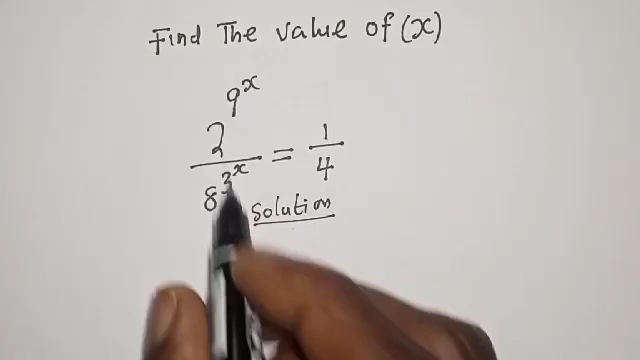 Find The value of (x)
2^9^x / 8^3^x = 1/4
Solution